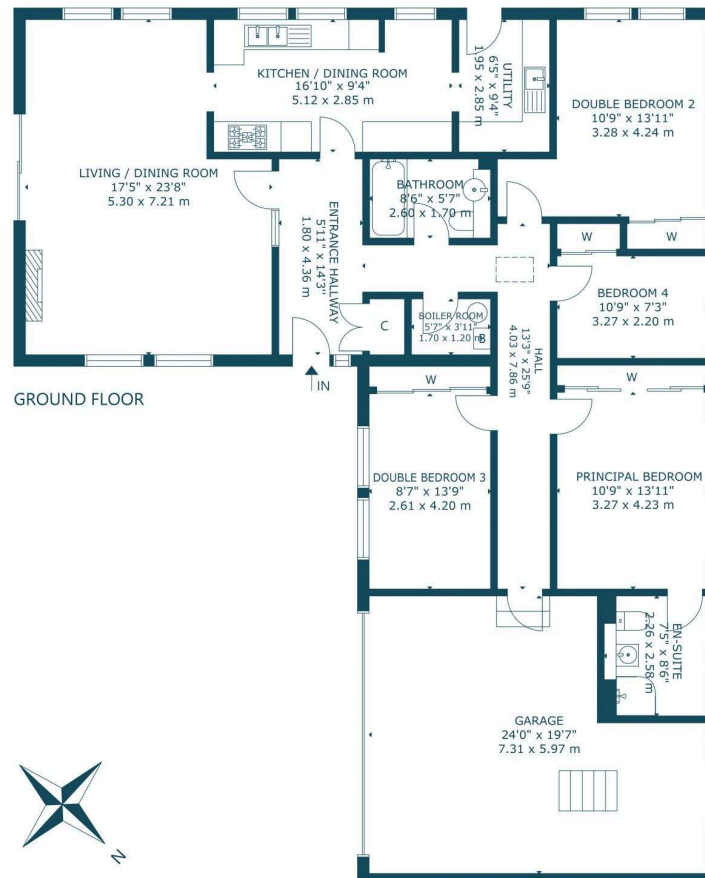 KITCHEN / DINING ROOM
16'10" x 9'4"
5.12 x 2.85 m
UTILITY
6'5" x 9'4"
1.95 x 2.85 m
DOUBLE BEDROOM 2
10'9" x 13'11"
3.28 x 4.24 m
LIVING / DINING ROOM
17'5" x 23'8"
5.30 x 7.21 m
ENTRANCE HALLWAY
5'11" x 14'3"
1.80 x 4.36 m
BATHROOM
8'6" x 5'7"
2.60 x 1.70 m
W
W
BEDROOM 4
10'9" x 7'3"
3.27 x 2.20 m
C
BOILER ROOM
5'7" x 3'11"
1.70 x 1.20 m
B
HALL
13'3" x 25'9"
4.03 x 7.86 m
IN
GROUND FLOOR
W
W
DOUBLE BEDROOM 3
8'7" x 13'9"
2.61 x 4.20 m
PRINCIPAL BEDROOM
10'9" x 13'11"
3.27 x 4.23 m
EN-SUITE
7'5" x 8'6"
2.26 x 2.58 m
GARAGE
24'0" x 19'7"
7.31 x 5.97 m
N